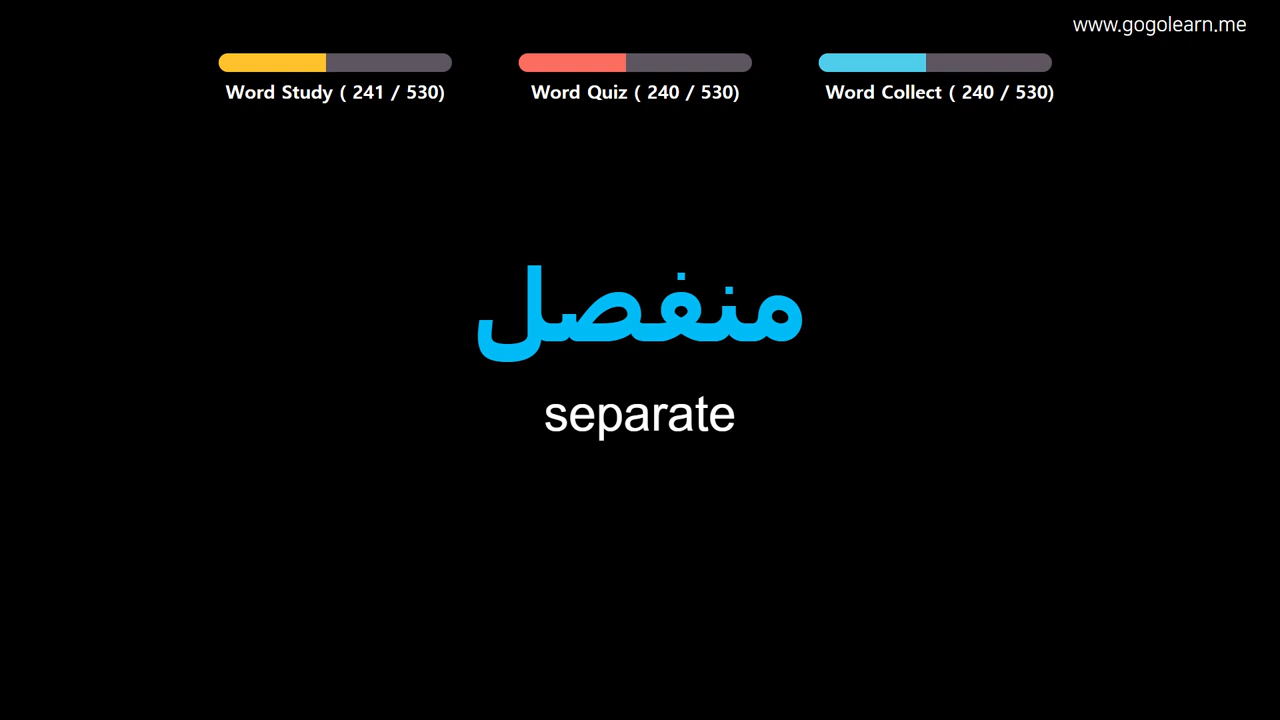 www.gogolearn.me
Word Study ( 241 / 530)
Word Quiz ( 240 / 530)
Word Collect ( 240 / 530)
منفصل
separate